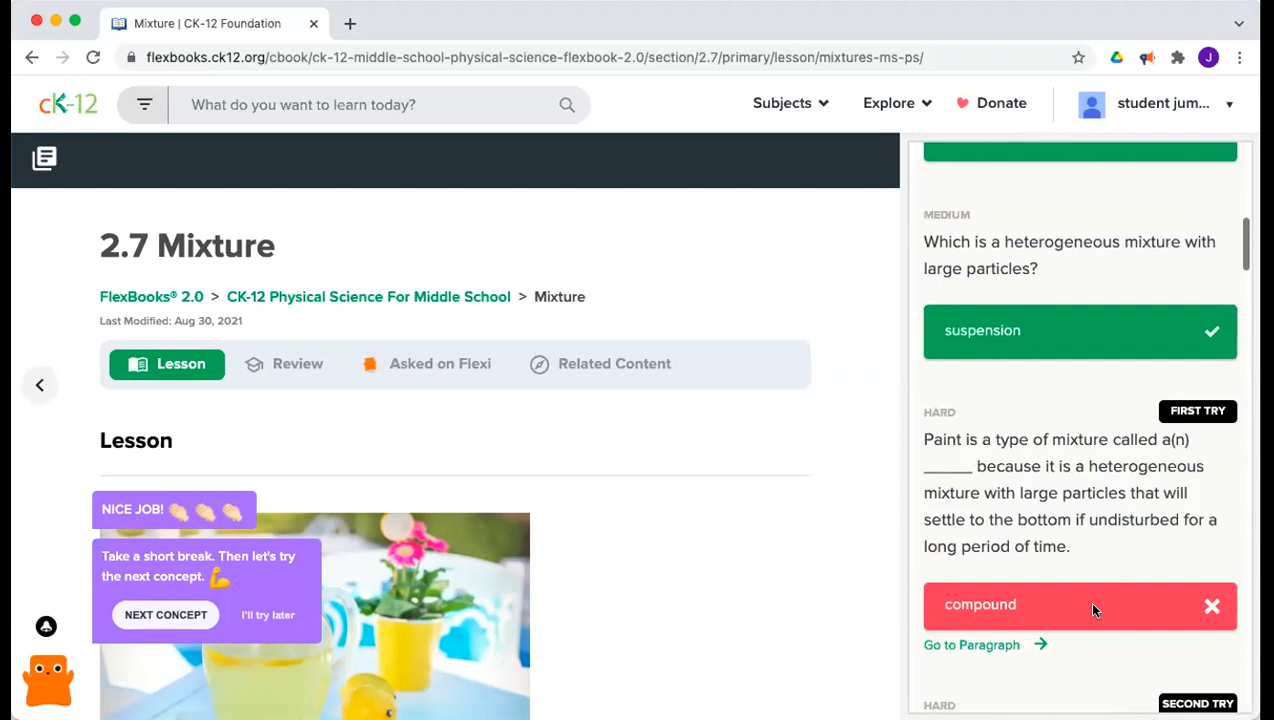 Mixture | CK-12 Foundation
flexbooks.ck12.org/cbook/ck-12-middle-school-physical-science-flexbook-2.0/section/2.7/primary/lesson/mixtures-ms-ps/
J
cK-12
What do you want to learn today?
Subjects
Explore
Donate
student jum...
2.7 Mixture
FlexBooks® 2.0 > CK-12 Physical Science For Middle School > Mixture
Last Modified: Aug 30, 2021
Lesson
Review
Asked on Flexi
Related Content
Lesson
NICE JOB!
Take a short break. Then let's try
the next concept.
NEXT CONCEPT
I'll try later
MEDIUM
Which is a heterogeneous mixture with
large particles?
suspension
HARD
FIRST TRY
Paint is a type of mixture called a(n)
______ because it is a heterogeneous
mixture with large particles that will
settle to the bottom if undisturbed for a
long period of time.
compound
Go to Paragraph
HARD
SECOND TRY